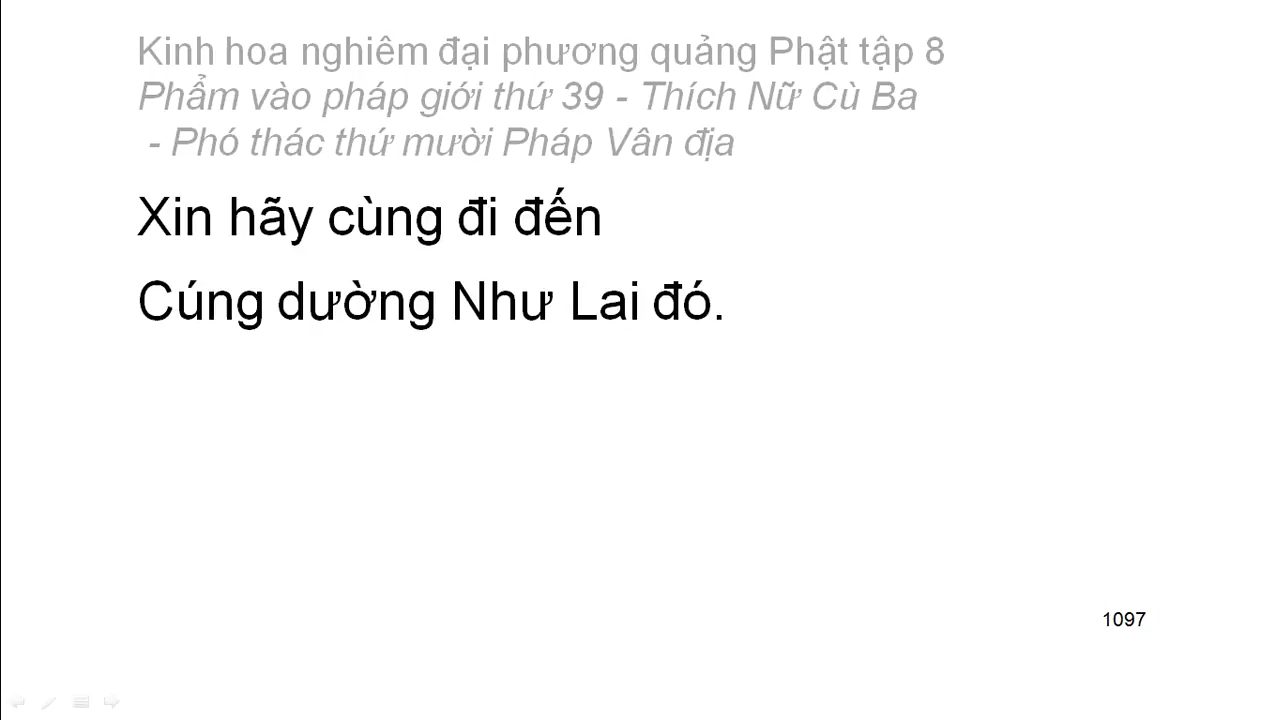 Kinh hoa nghiêm đại phương quảng Phật tập 8
Phẩm vào pháp giới thứ 39 - Thích Nữ Cù Ba
- Phó thác thứ mười Pháp Vân địa
Xin hãy cùng đi đến
Cúng dường Như Lai đó.
1097